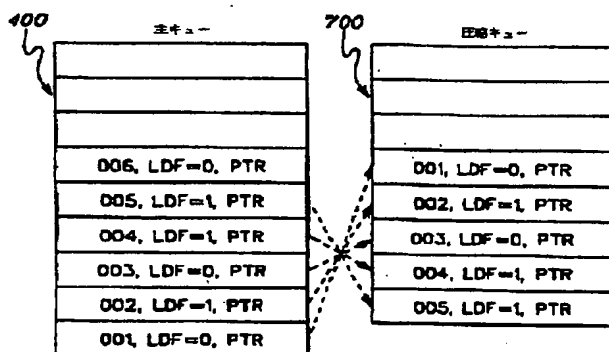 400
主キュー
700
圧縮キュー
006, LDF=0, PTR
005, LDF=1, PTR
004, LDF=1, PTR
003, LDF=0, PTR
002, LDF=1, PTR
001, LDF=0, PTR
001, LDF=0, PTR
002, LDF=1, PTR
003, LDF=0, PTR
004, LDF=1, PTR
005, LDF=1, PTR